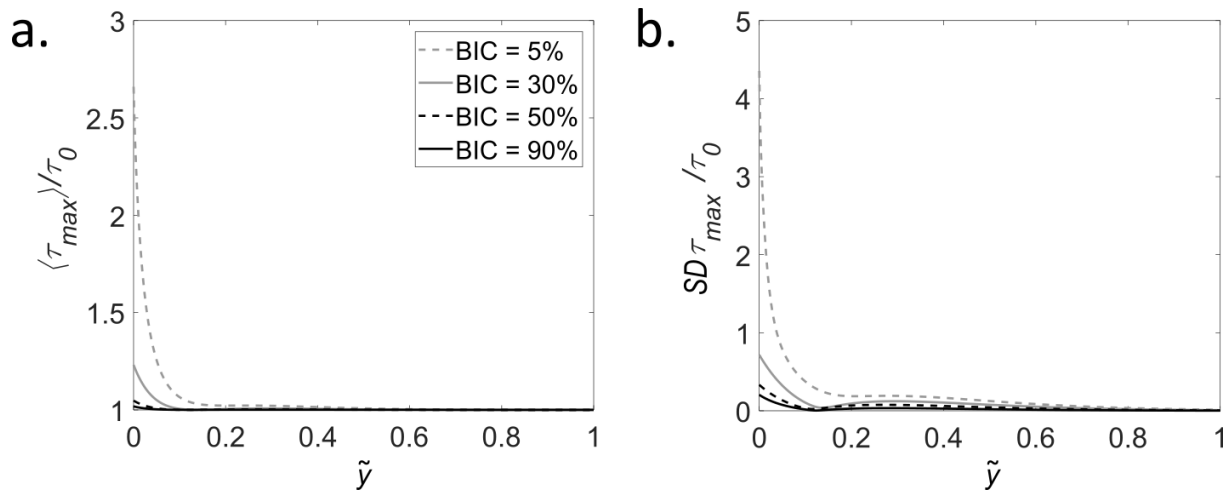 a.
3
2.5
2
1.5
1
⟨τmax⟩/τ0
0 0.2 0.4 0.6 0.8 1
ỹ
BIC = 5%
BIC = 30%
BIC = 50%
BIC = 90%
b.
5
4
3
2
1
0
SDτmax /τ0
0 0.2 0.4 0.6 0.8 1
ỹ